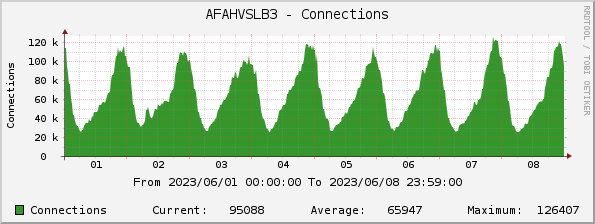 AFAHVSLB3 - Connections
RRDTOOL / TOBI OETIKER
Connections
120 k
100 k
80 k
60 k
40 k
20 k
0
01 02 03 04 05 06 07 08
From 2023/06/01 00:00:00 To 2023/06/08 23:59:00
Connections Current: 95088 Average: 65947 Maximum: 126407